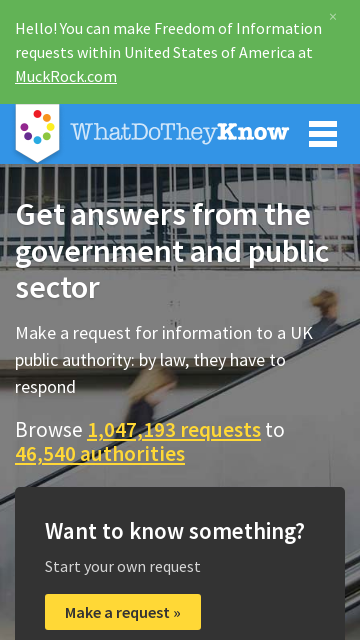 ×
Hello! You can make Freedom of Information
requests within United States of America at
MuckRock.com
WhatDoTheyKnow
Get answers from the
government and public
sector
Make a request for information to a UK
public authority: by law, they have to
respond
Browse 1,047,193 requests to
46,540 authorities
Want to know something?
Start your own request
Make a request »